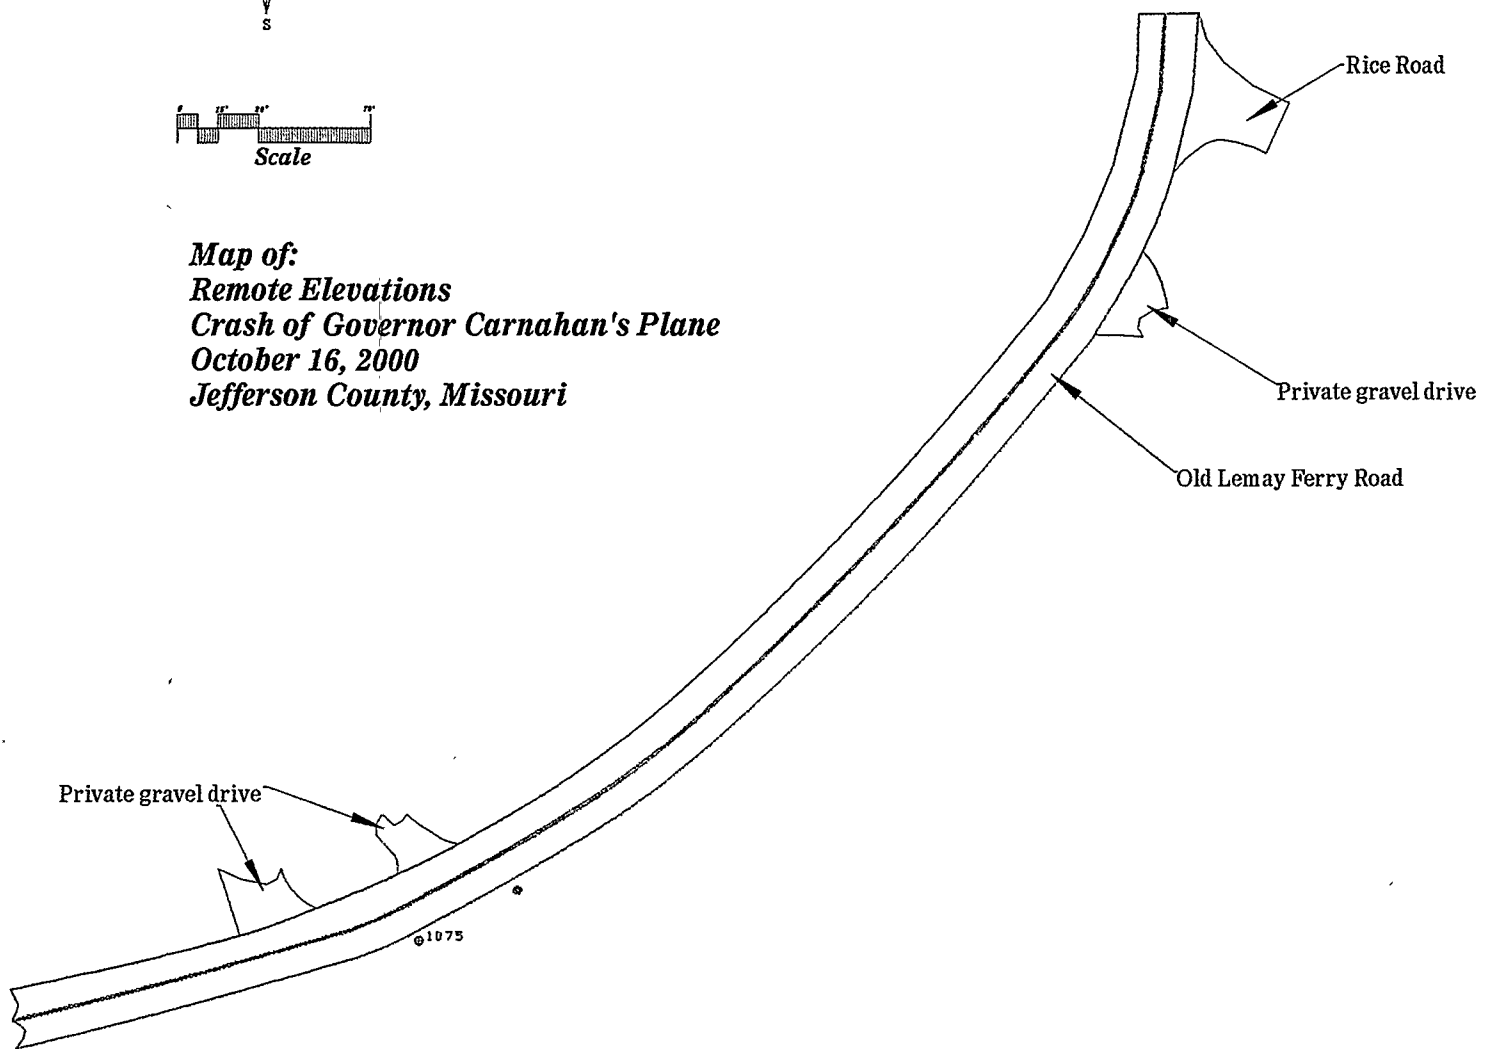 S
Scale
Rice Road
Map of:
Remote Elevations
Crash of Governor Carnahan's Plane
October 16, 2000
Jefferson County, Missouri
Private gravel drive
Old Lemay Ferry Road
Private gravel drive
1075